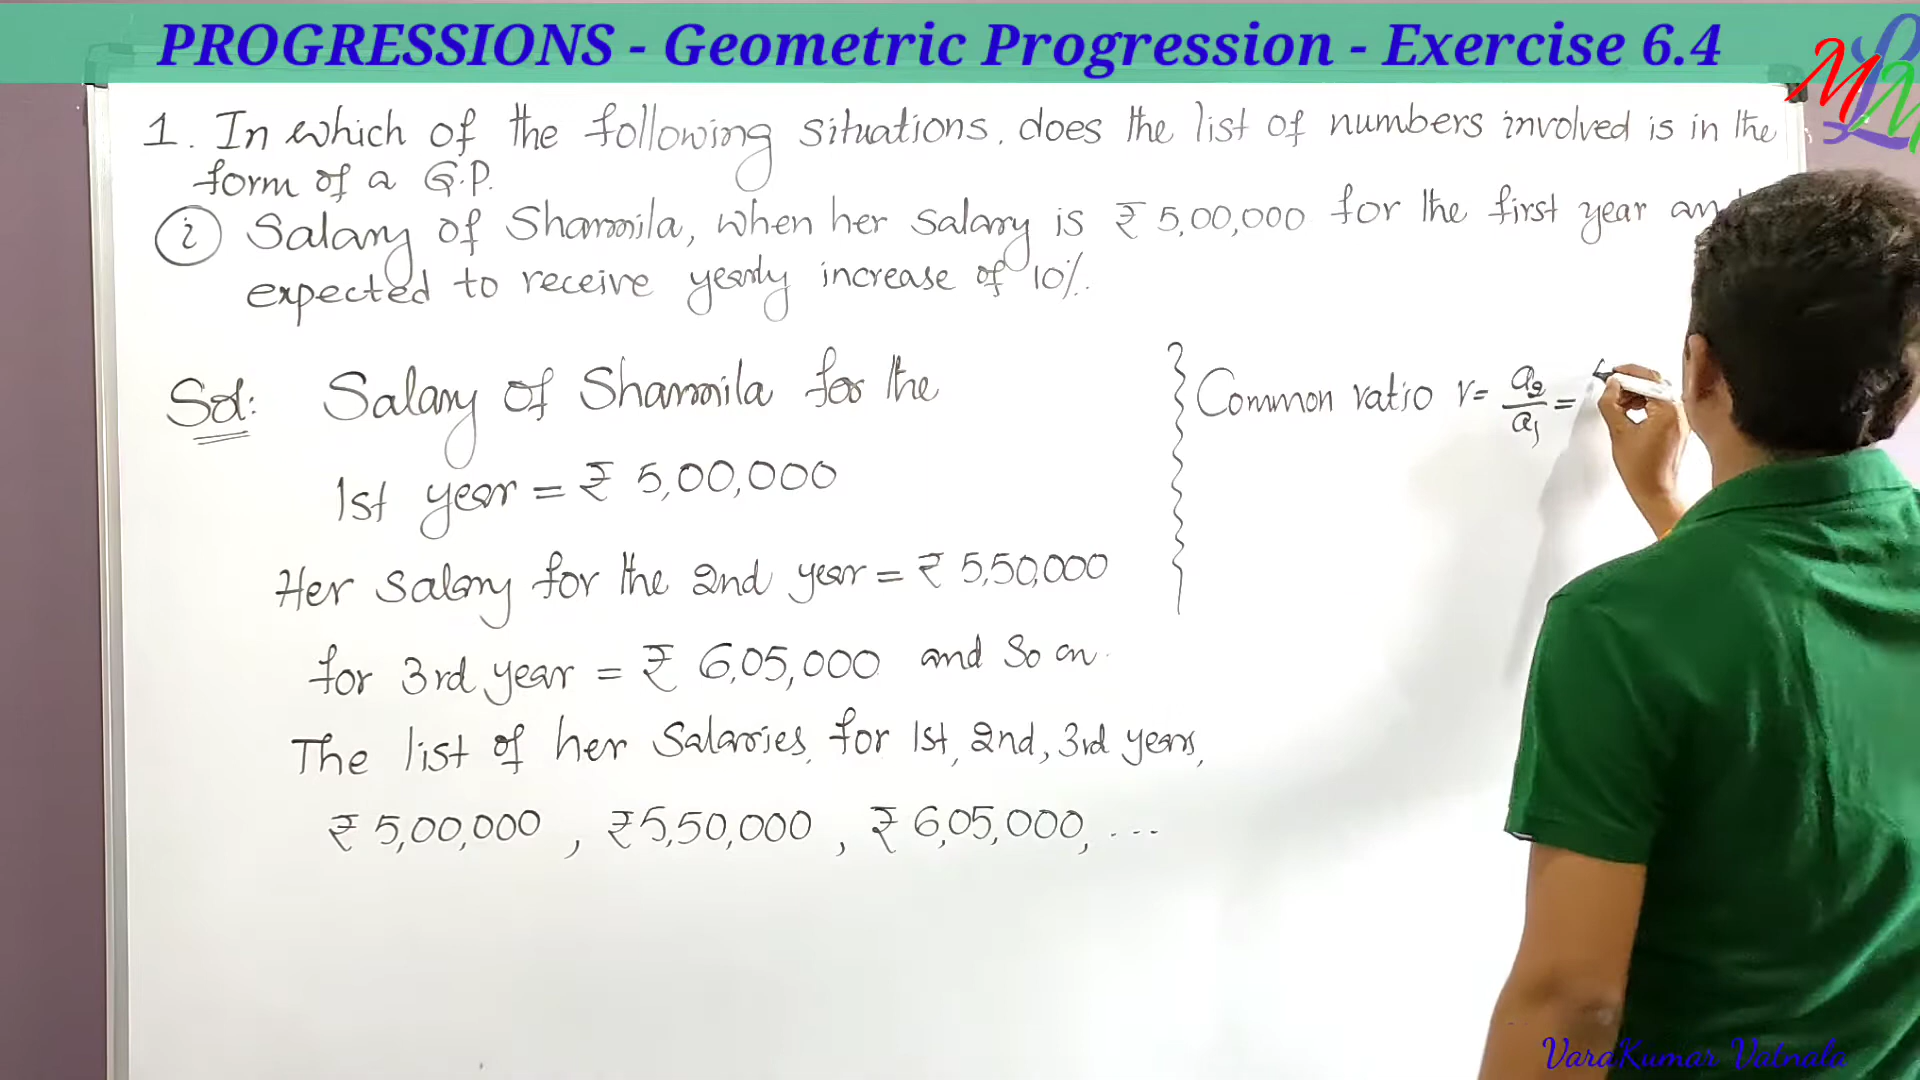 PROGRESSIONS - Geometric Progression - Exercise 6.4
1. In which of the following situations, does the list of numbers involved is in the
form of a G.P.
(i) Salary of Sharmila, when her salary is ₹ 5,00,000 for the first year and
expected to receive yearly increase of 10%.
Sol: Salary of Sharmila for the
1st year = ₹ 5,00,000
Her salary for the 2nd year = ₹ 5,50,000
for 3rd year = ₹ 6,05,000 and so on.
The list of her Salaries, for 1st, 2nd, 3rd years,
₹ 5,00,000 , ₹ 5,50,000 , ₹ 6,05,000, ...
Common ratio r = a₂/a₁ =
MLM
VaraKumar Vatnala